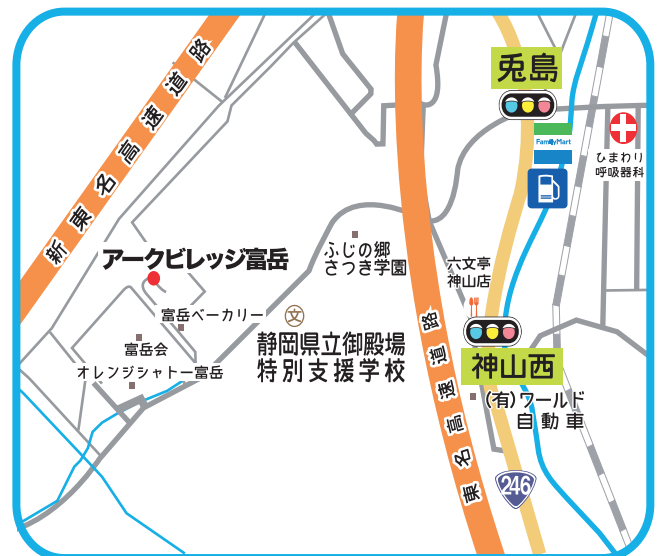 新東名高速道路
兎島
FamilyMart
ひまわり
呼吸器科
アークビレッジ富岳
ふじの郷
さつき学園
六文亭
神山店
富岳ベーカリー
文
静岡県立御殿場
特別支援学校
富岳会
オレンジシャトー富岳
神山西
(有)ワールド
自動車
東名高速道路
246